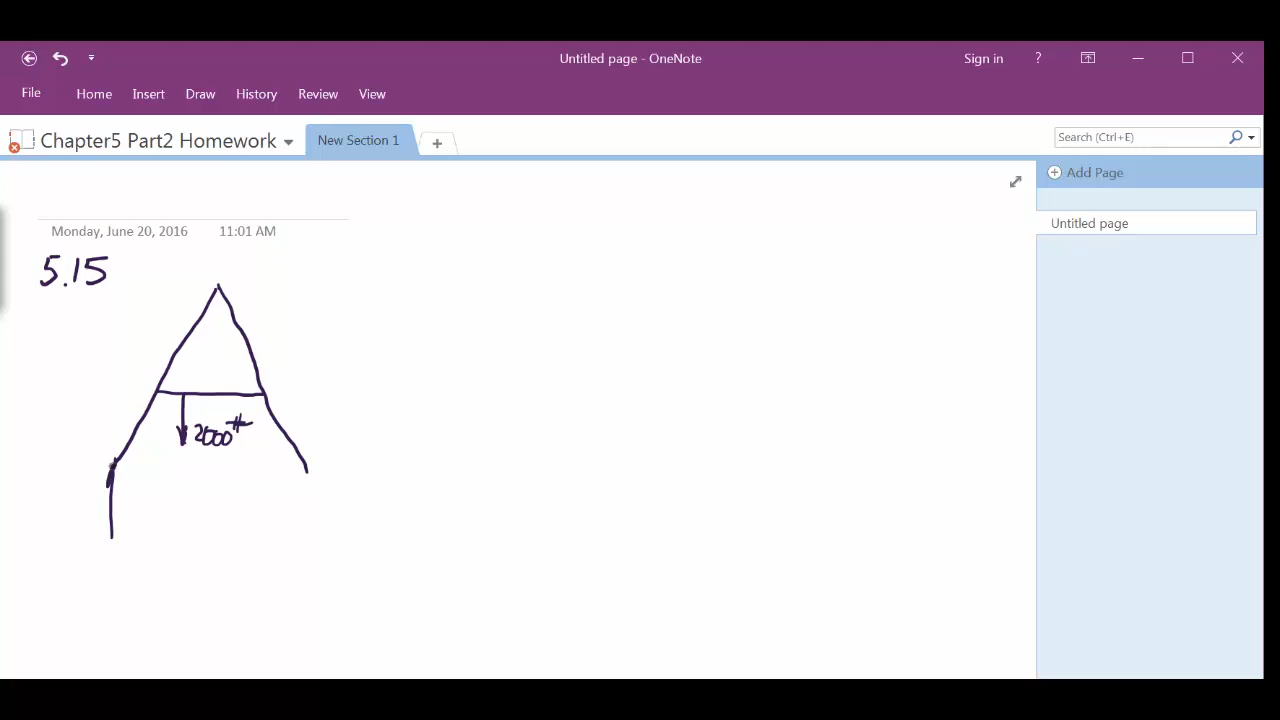 Untitled page - OneNote
Sign in
?
File
Home
Insert
Draw
History
Review
View
Chapter5 Part2 Homework
New Section 1
+
Search (Ctrl+E)
Add Page
Untitled page
Monday, June 20, 2016
11:01 AM
5.15
2000#